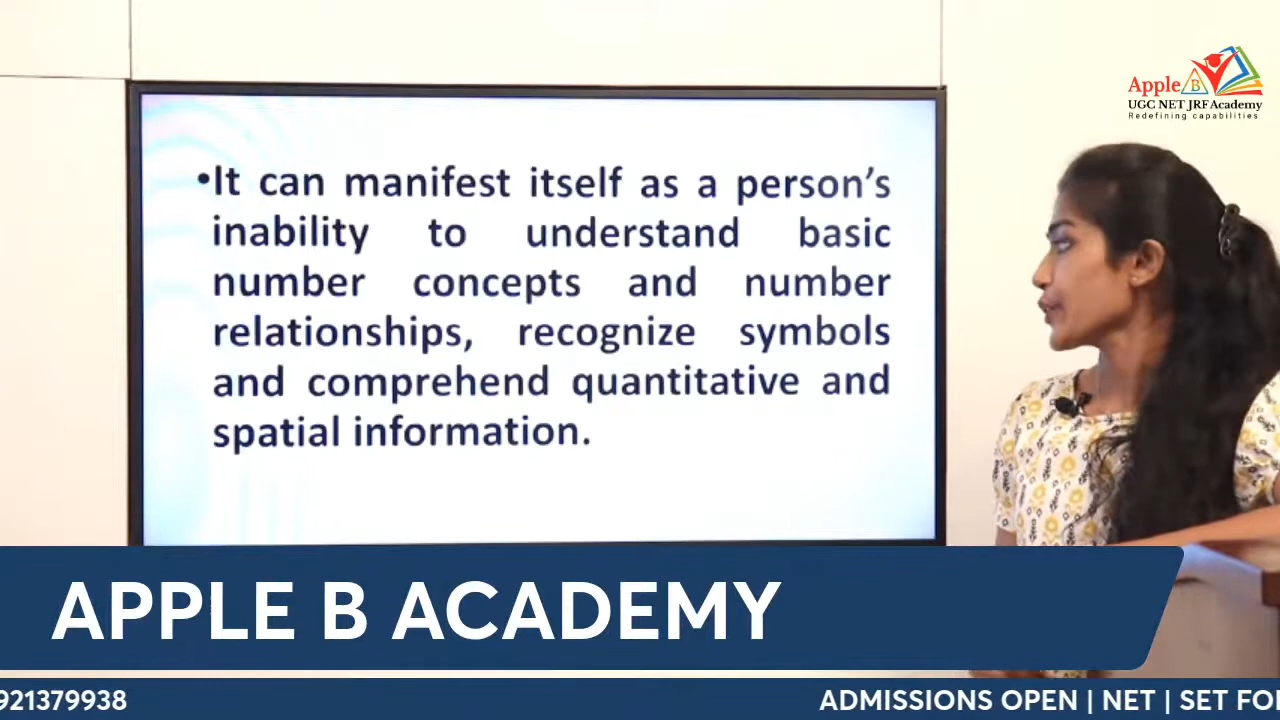 Apple B
UGC NET JRF Academy
Redefining capabilities
•It can manifest itself as a person's
inability to understand basic
number concepts and number
relationships, recognize symbols
and comprehend quantitative and
spatial information.
APPLE B ACADEMY
921379938
ADMISSIONS OPEN | NET | SET FO